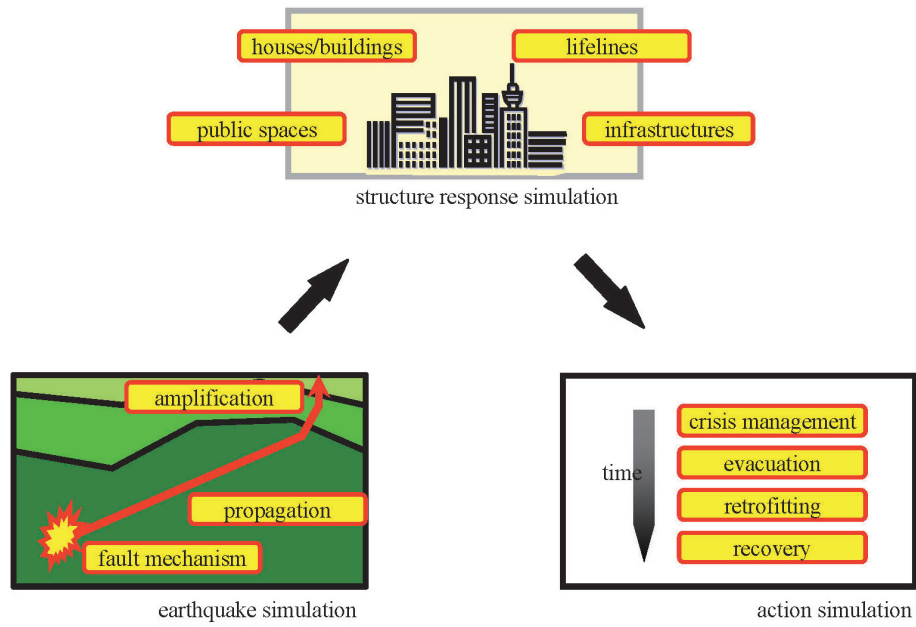 houses/buildings
lifelines
public spaces
infrastructures
structure response simulation
amplification
propagation
fault mechanism
earthquake simulation
time
crisis management
evacuation
retrofitting
recovery
action simulation